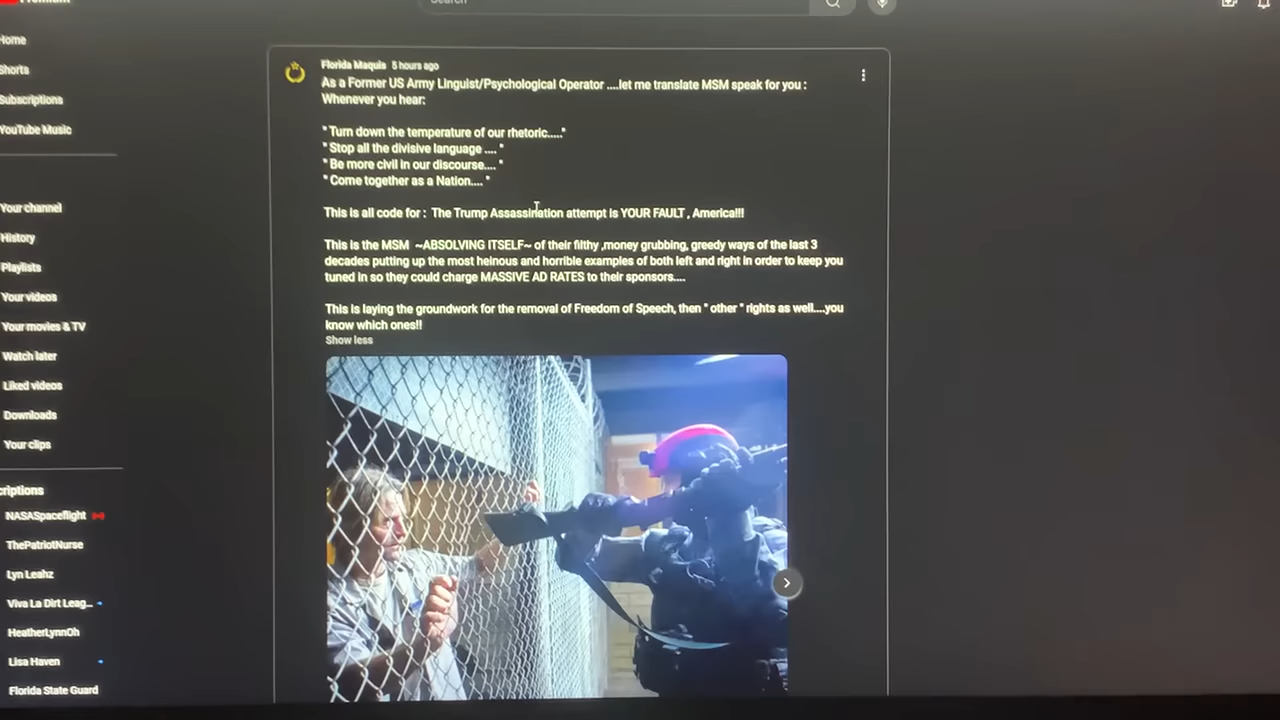 Premium
Search
Home
Shorts
Subscriptions
YouTube Music
Your channel
History
Playlists
Your videos
Your movies & TV
Watch later
Liked videos
Downloads
Your clips
criptions
NASASpaceflight
ThePatriotNurse
Lyn Leahz
Viva La Dirt Leag...
HeatherLynnOh
Lisa Haven
Florida State Guard
Florida Maquis 5 hours ago
As a Former US Army Linguist/Psychological Operator ....let me translate MSM speak for you :
Whenever you hear:
" Turn down the temperature of our rhetoric....."
" Stop all the divisive language .... "
" Be more civil in our discourse.... "
" Come together as a Nation.... "
This is all code for : The Trump Assassination attempt is YOUR FAULT , America!!!
This is the MSM ~ABSOLVING ITSELF~ of their filthy ,money grubbing, greedy ways of the last 3
decades putting up the most heinous and horrible examples of both left and right in order to keep you
tuned in so they could charge MASSIVE AD RATES to their sponsors....
This is laying the groundwork for the removal of Freedom of Speech, then " other " rights as well....you
know which ones!!
Show less